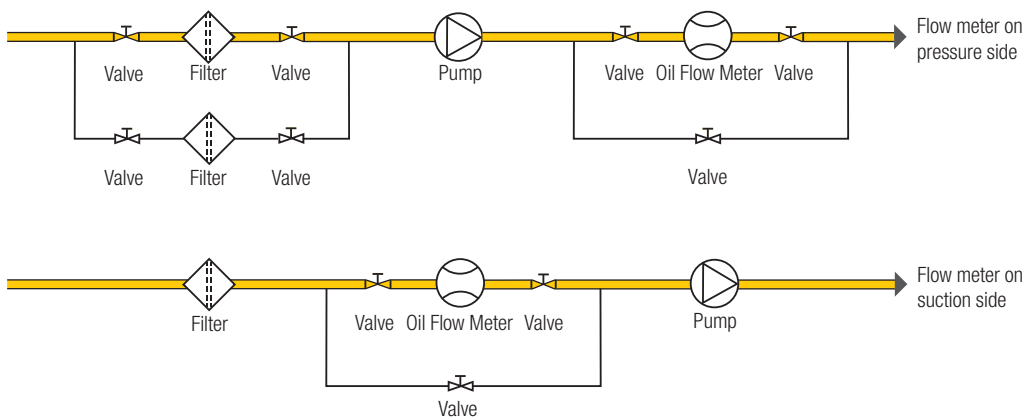 Flow meter on
pressure side
Valve Filter Valve Pump Valve Oil Flow Meter Valve
Valve Filter Valve Valve
Flow meter on
suction side
Filter Valve Oil Flow Meter Valve Pump
Valve